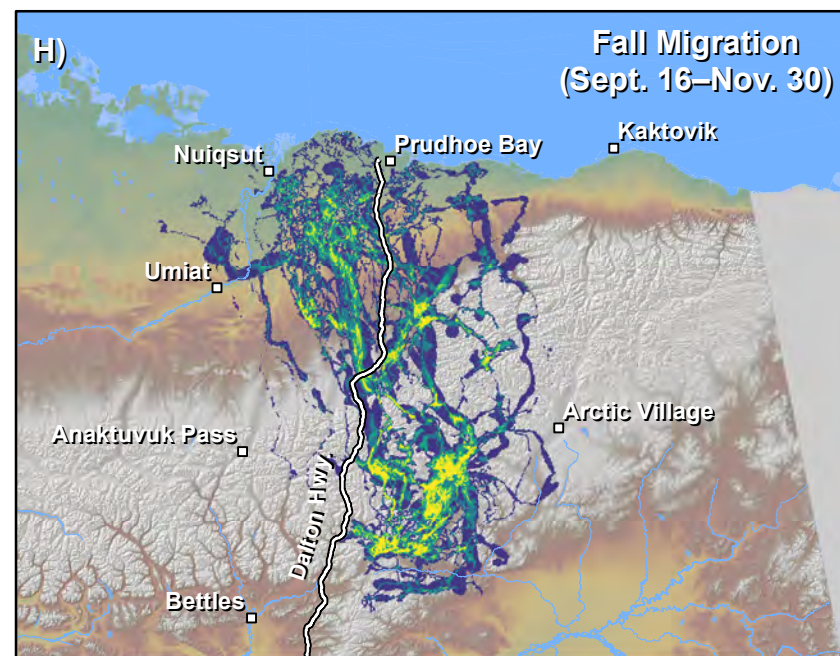 H)
Fall Migration
(Sept. 16–Nov. 30)
Kaktovik
Prudhoe Bay
Nuiqsut
Umiat
Arctic Village
Anaktuvuk Pass
Dalton Hwy.
Bettles